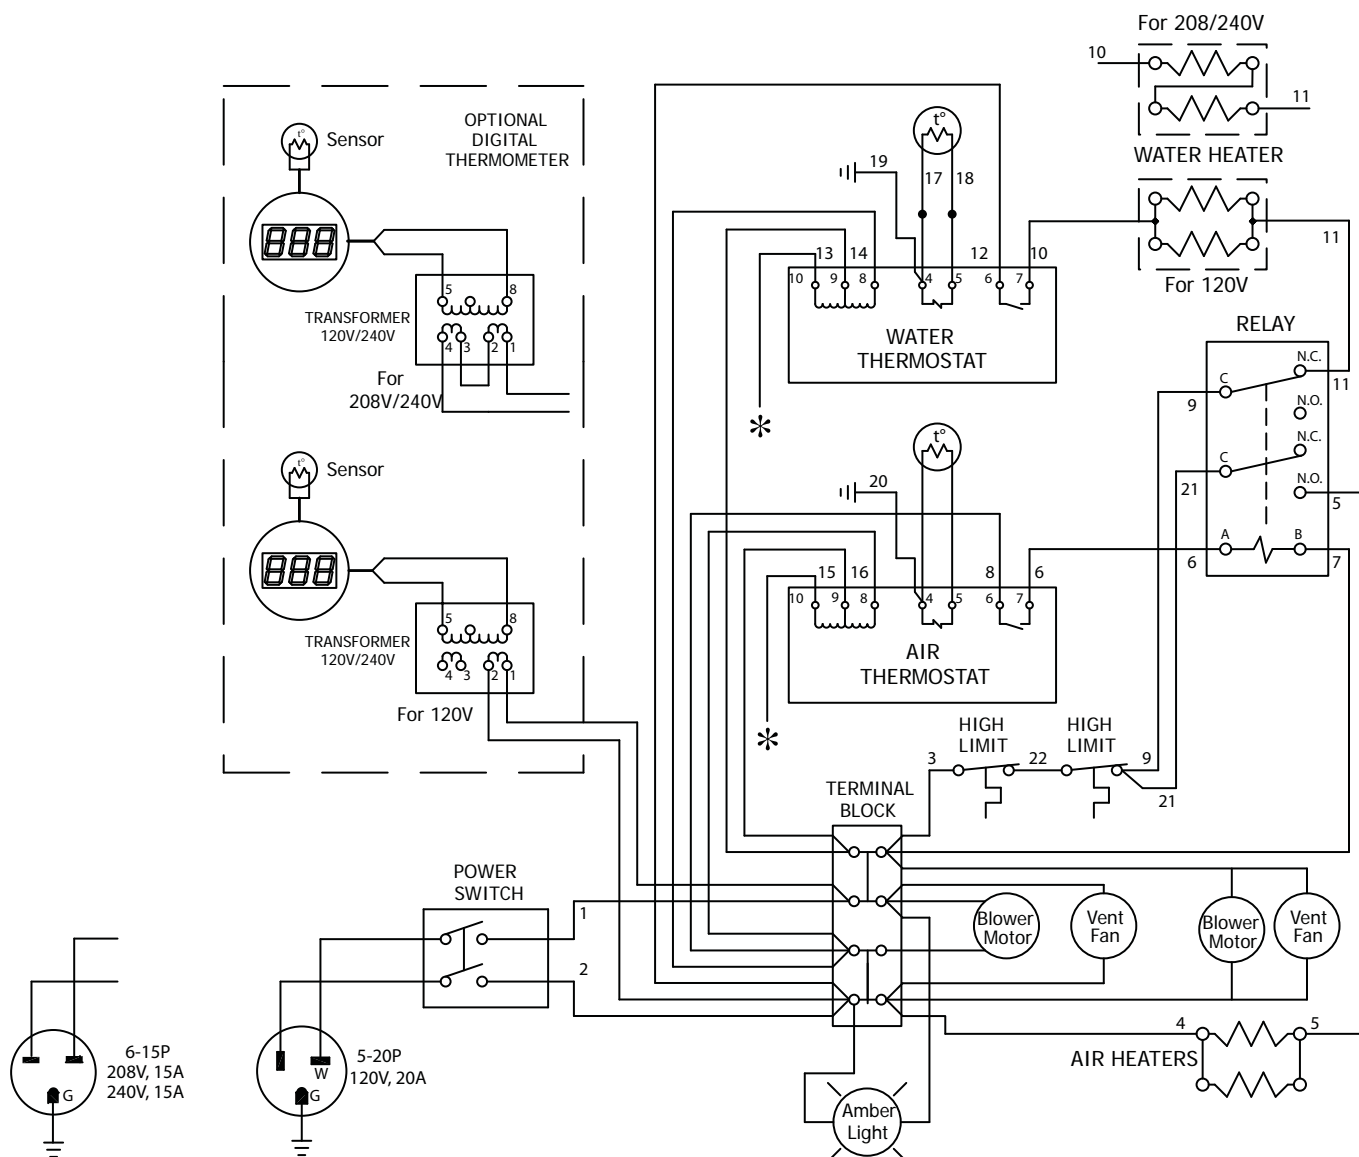 For 208/240V
10
11
WATER HEATER
For 120V
11
OPTIONAL
DIGITAL
THERMOMETER
t°
Sensor
888
5
8
TRANSFORMER
120V/240V
4
3
2
1
For
208V/240V
t°
Sensor
888
5
8
TRANSFORMER
120V/240V
4
3
2
1
For 120V
t°
19
17
18
13
14
12
10
10
9
8
4
5
6
7
WATER
THERMOSTAT
*
t°
20
15
16
8
6
10
9
8
4
5
6
7
AIR
THERMOSTAT
*
RELAY
N.C.
C
11
9
N.O.
N.C.
C
21
N.O.
5
A
B
6
7
HIGH
LIMIT
HIGH
LIMIT
3
22
9
21
TERMINAL
BLOCK
POWER
SWITCH
1
2
Blower
Motor
Vent
Fan
Blower
Motor
Vent
Fan
4
5
AIR HEATERS
Amber
Light
6-15P
208V, 15A
240V, 15A
G
5-20P
120V, 20A
W
G